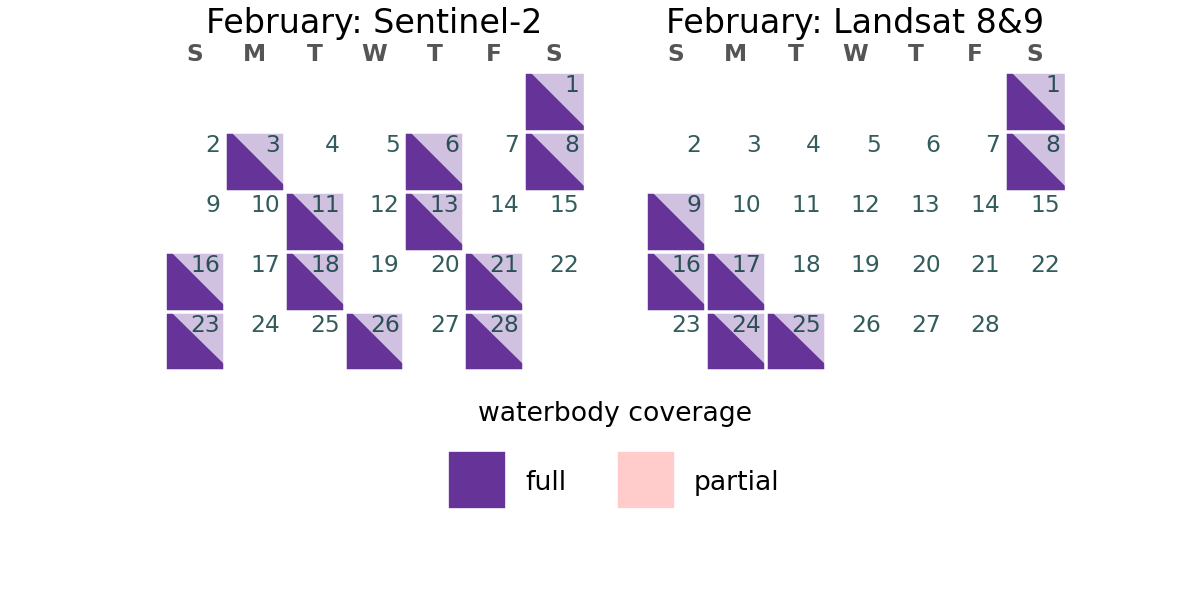 February: Sentinel-2
S M T W T F S
1
2 3 4 5 6 7 8
9 10 11 12 13 14 15
16 17 18 19 20 21 22
23 24 25 26 27 28
February: Landsat 8&9
S M T W T F S
1
2 3 4 5 6 7 8
9 10 11 12 13 14 15
16 17 18 19 20 21 22
23 24 25 26 27 28
waterbody coverage
full partial